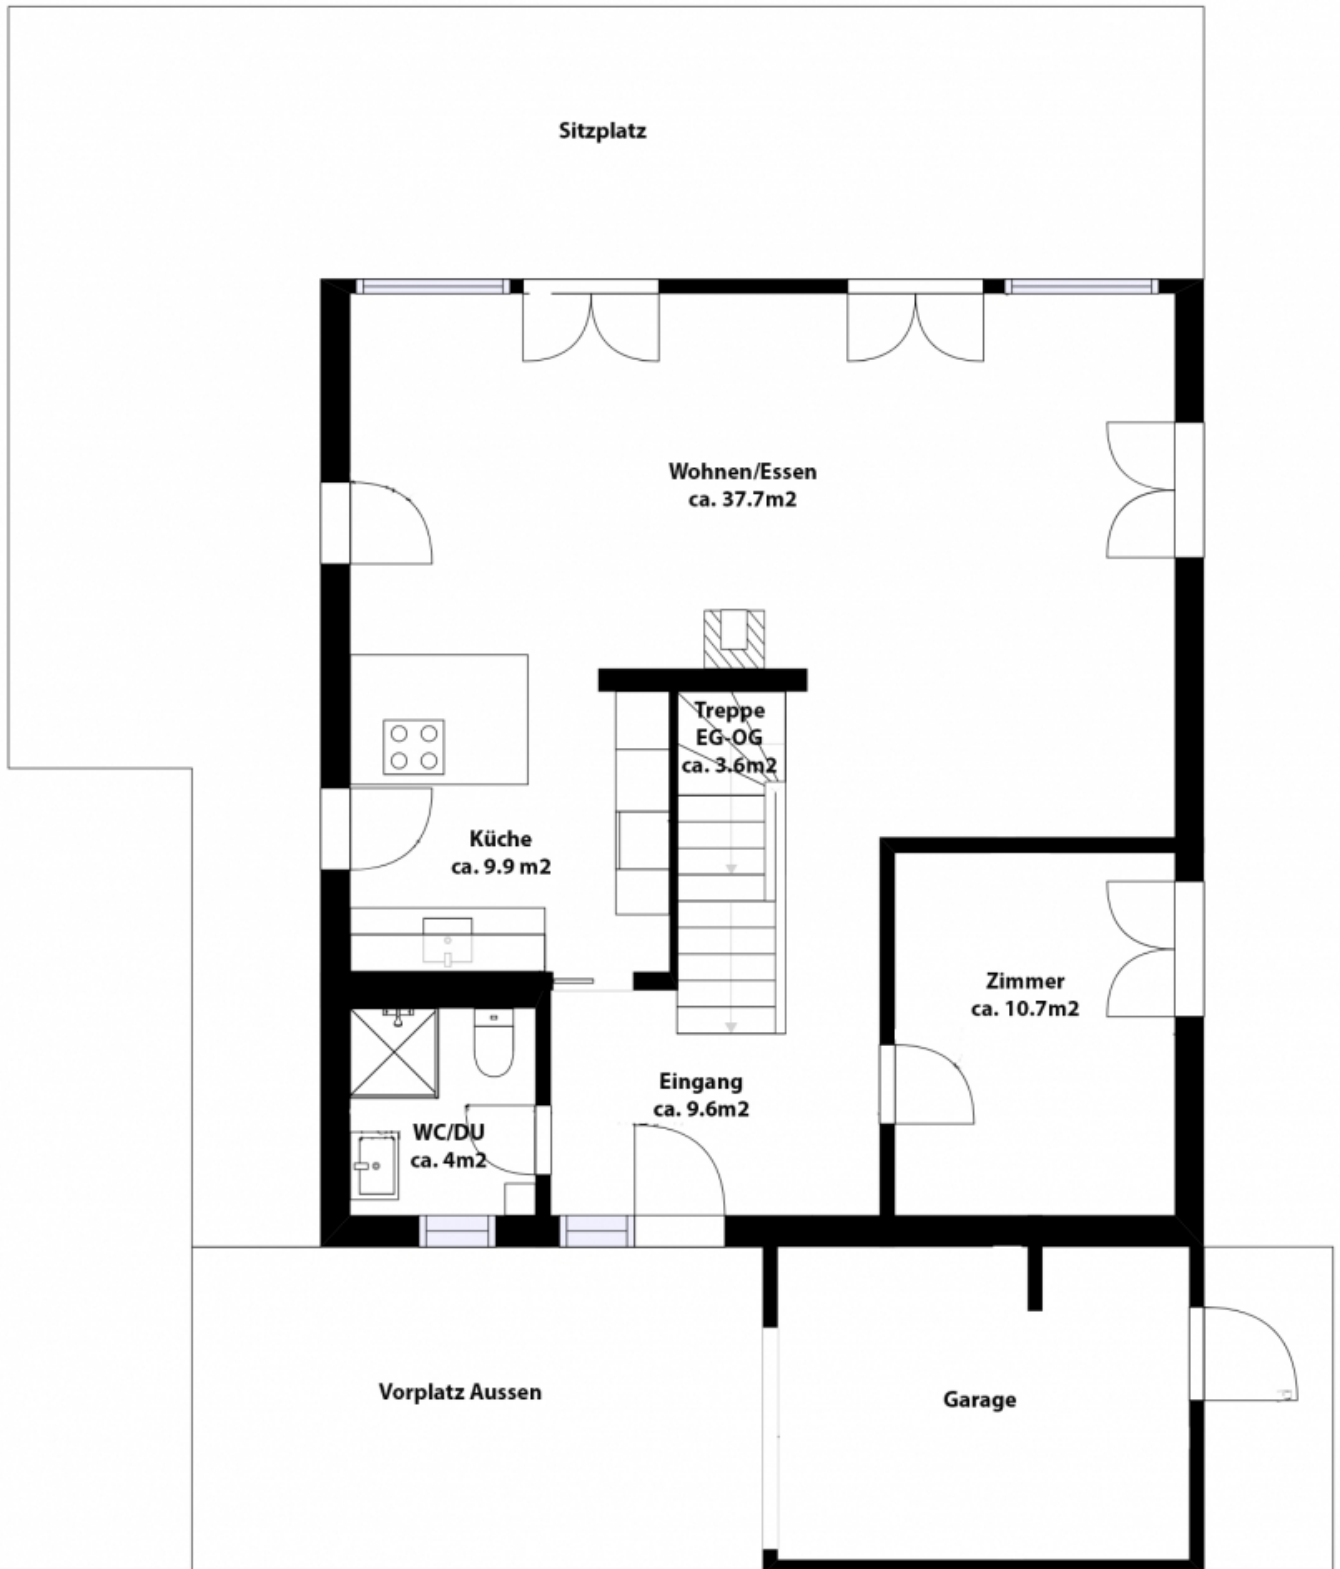 Sitzplatz
Wohnen/Essen
ca. 37.7m2
Treppe
EG-OG
ca. 3.6m2
Küche
ca. 9.9 m2
Zimmer
ca. 10.7m2
Eingang
ca. 9.6m2
WC/DU
ca. 4m2
Vorplatz Aussen
Garage